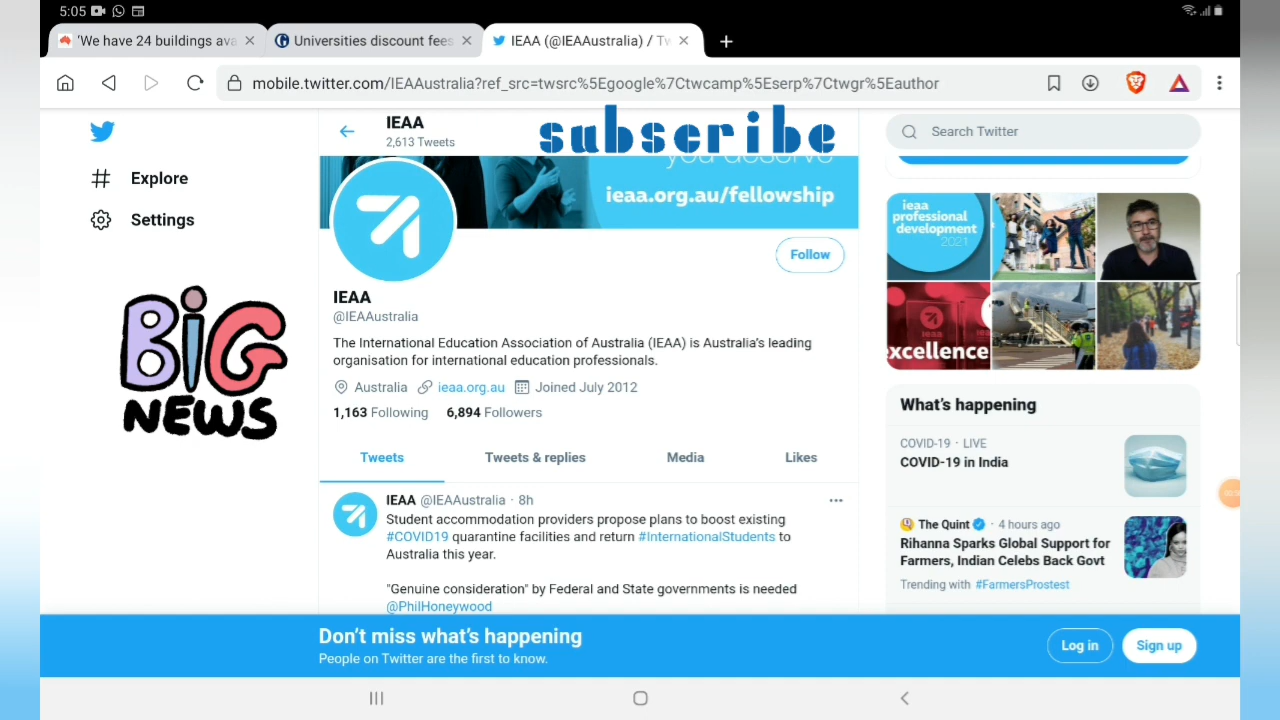 5:05
'We have 24 buildings ava
Universities discount fees
IEAA (@IEAAustralia) / Tw
mobile.twitter.com/IEAAustralia?ref_src=twsrc%5Egoogle%7Ctwcamp%5Eserp%7Ctwgr%5Eauthor
IEAA
2,613 Tweets
subscribe
Search Twitter
Explore
Settings
you deserve
ieaa.org.au/fellowship
ieaa
professional
development
2021
Follow
ieaa
excellence
BiG
NEWS
IEAA
@IEAAustralia
The International Education Association of Australia (IEAA) is Australia's leading
organisation for international education professionals.
Australia ieaa.org.au Joined July 2012
1,163 Following 6,894 Followers
Tweets Tweets & replies Media Likes
IEAA @IEAAustralia · 8h
Student accommodation providers propose plans to boost existing
#COVID19 quarantine facilities and return #InternationalStudents to
Australia this year.
"Genuine consideration" by Federal and State governments is needed
@PhilHoneywood
What's happening
COVID-19 · LIVE
COVID-19 in India
The Quint · 4 hours ago
Rihanna Sparks Global Support for
Farmers, Indian Celebs Back Govt
Trending with #FarmersProstest
Don't miss what's happening
People on Twitter are the first to know.
Log in
Sign up